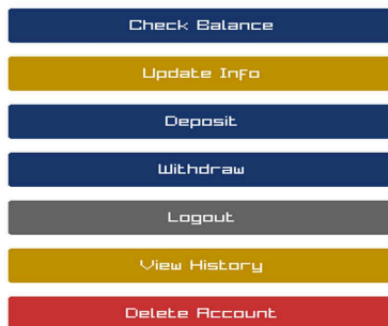 Check Balance
Update Info
Deposit
Withdraw
Logout
View History
Delete Account